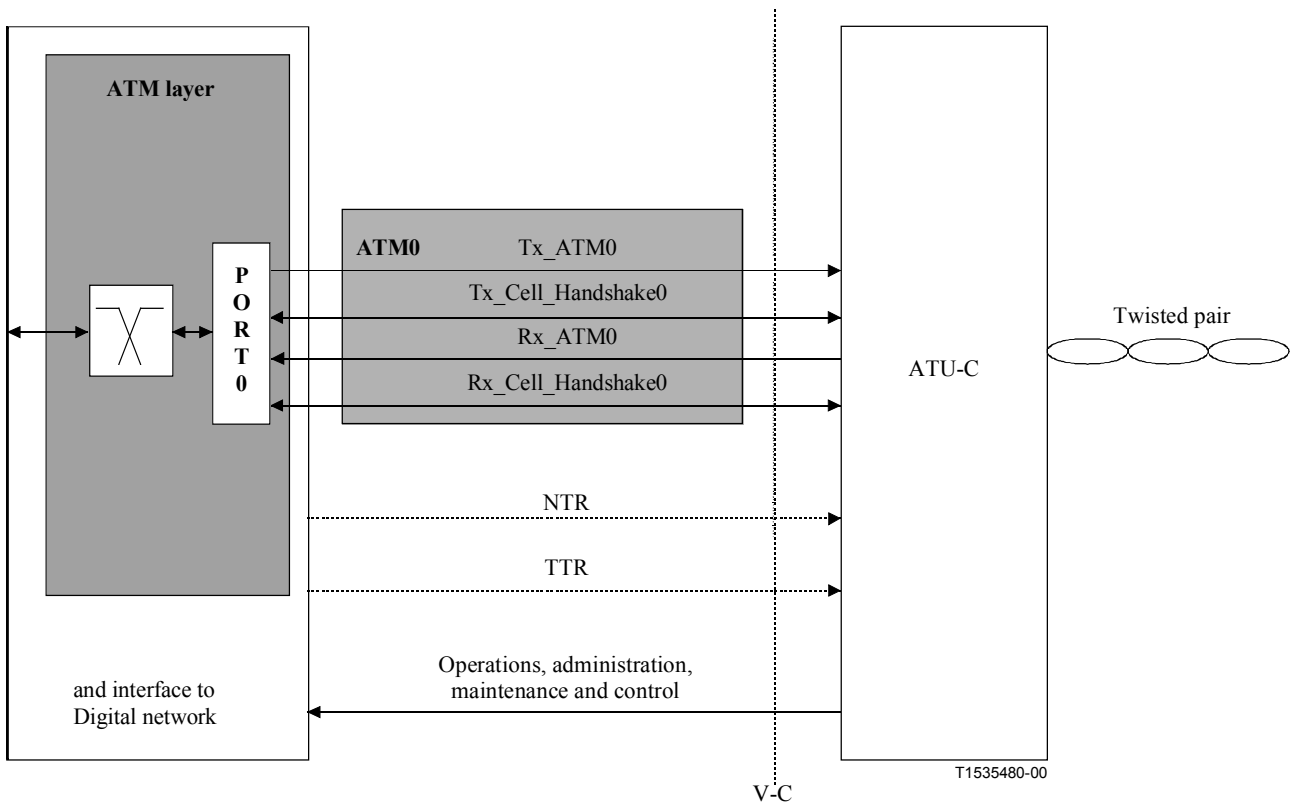 ATM layer
ATM0
Tx_ATM0
Tx_Cell_Handshake0
Rx_ATM0
Rx_Cell_Handshake0
P
O
R
T
0
Twisted pair
ATU-C
NTR
TTR
Operations, administration,
maintenance and control
and interface to
Digital network
T1535480-00
V-C